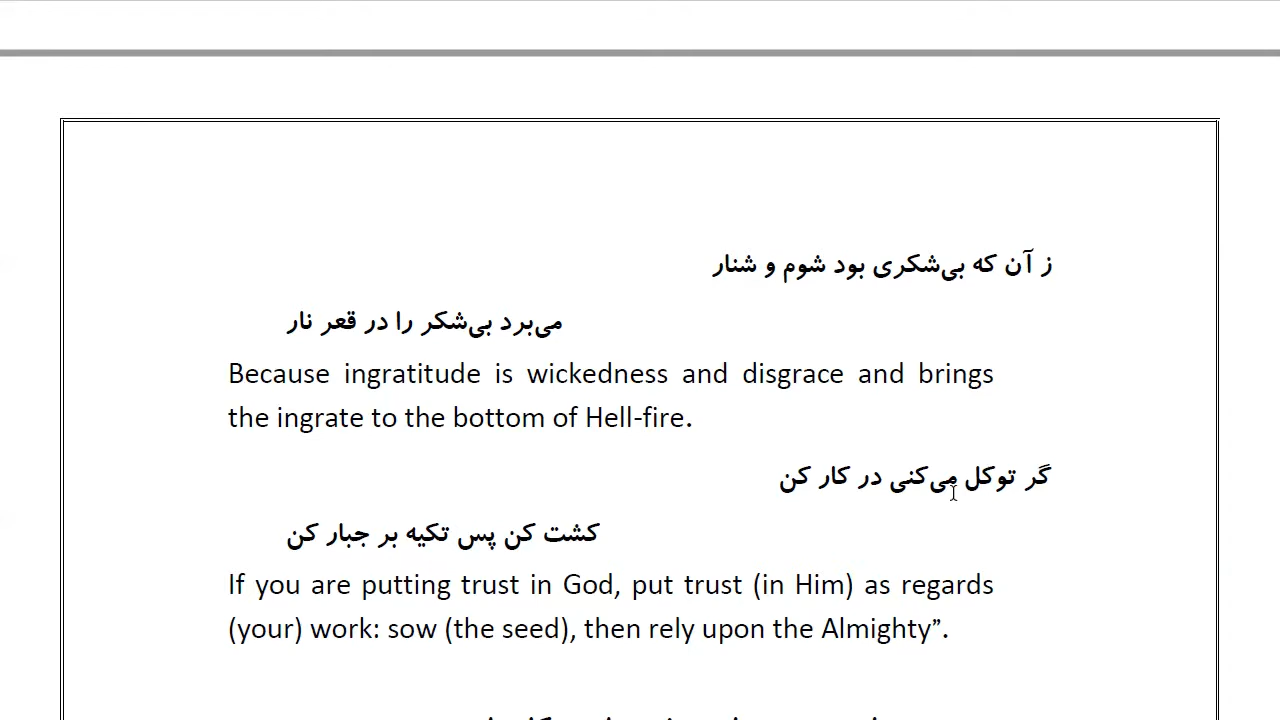 ز آن که بی‌شکری بود شوم و شنار
می‌برد بی‌شکر را در قعر نار
Because ingratitude is wickedness and disgrace and brings
the ingrate to the bottom of Hell-fire.
گر توکل می‌کنی در کار کن
کشت کن پس تکیه بر جبار کن
If you are putting trust in God, put trust (in Him) as regards
(your) work: sow (the seed), then rely upon the Almighty”.